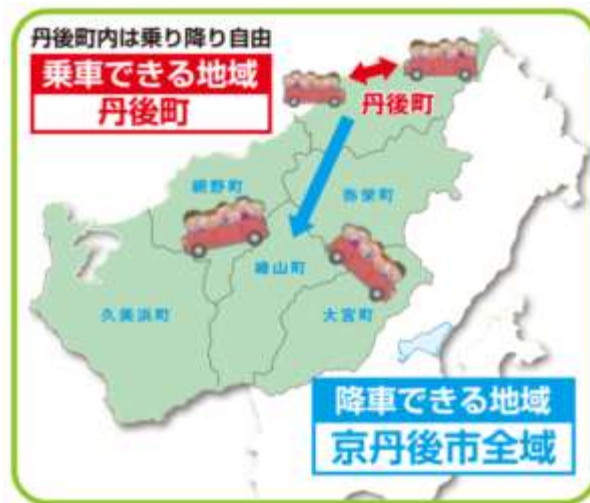 丹後町内は乗り降り自由
乗車できる地域
丹後町
丹後町
網野町
弥栄町
峰山町
久美浜町
大宮町
降車できる地域
京丹後市全域